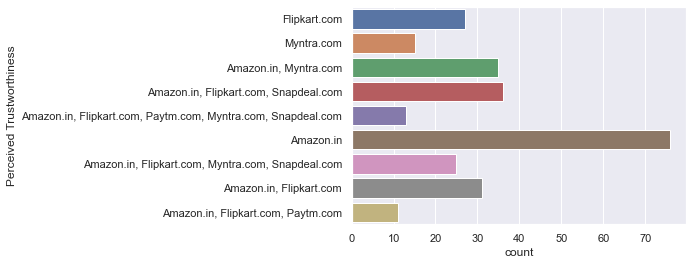 Perceived Trustworthiness
Flipkart.com
Myntra.com
Amazon.in, Myntra.com
Amazon.in, Flipkart.com, Snapdeal.com
Amazon.in, Flipkart.com, Paytm.com, Myntra.com, Snapdeal.com
Amazon.in
Amazon.in, Flipkart.com, Myntra.com, Snapdeal.com
Amazon.in, Flipkart.com
Amazon.in, Flipkart.com, Paytm.com
0 10 20 30 40 50 60 70
count